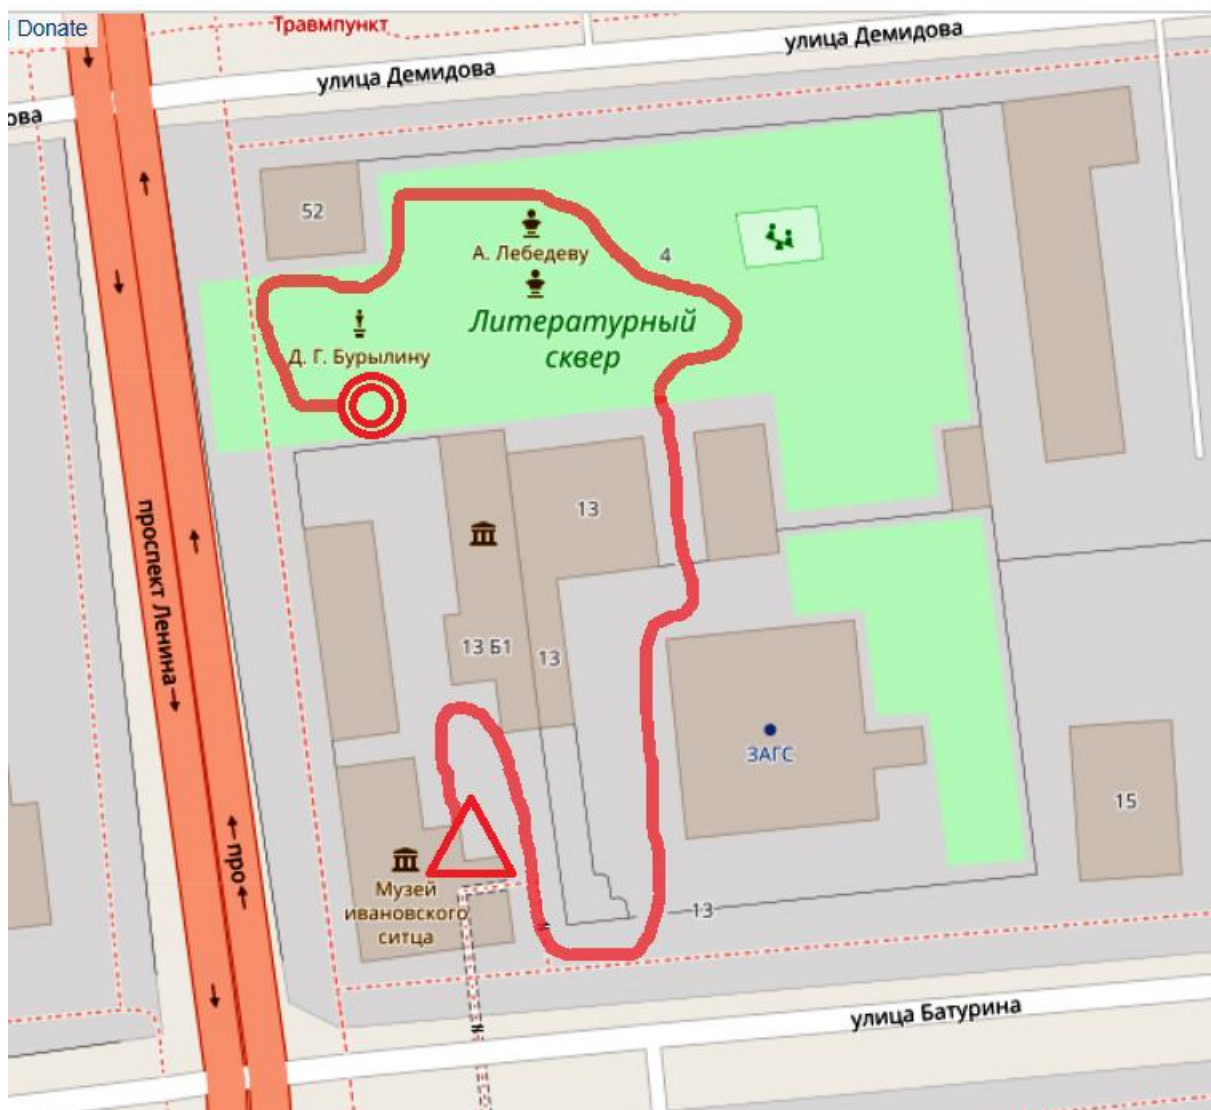 Donate
Травмпункт
улица Демидова
улица Демидова
ова
52
А. Лебедеву
4
Литературный
сквер
Д. Г. Бурылину
13
проспект Ленина
13 Б1
13
ЗАГС
15
про
Музей
ивановского
ситца
13
улица Батурина